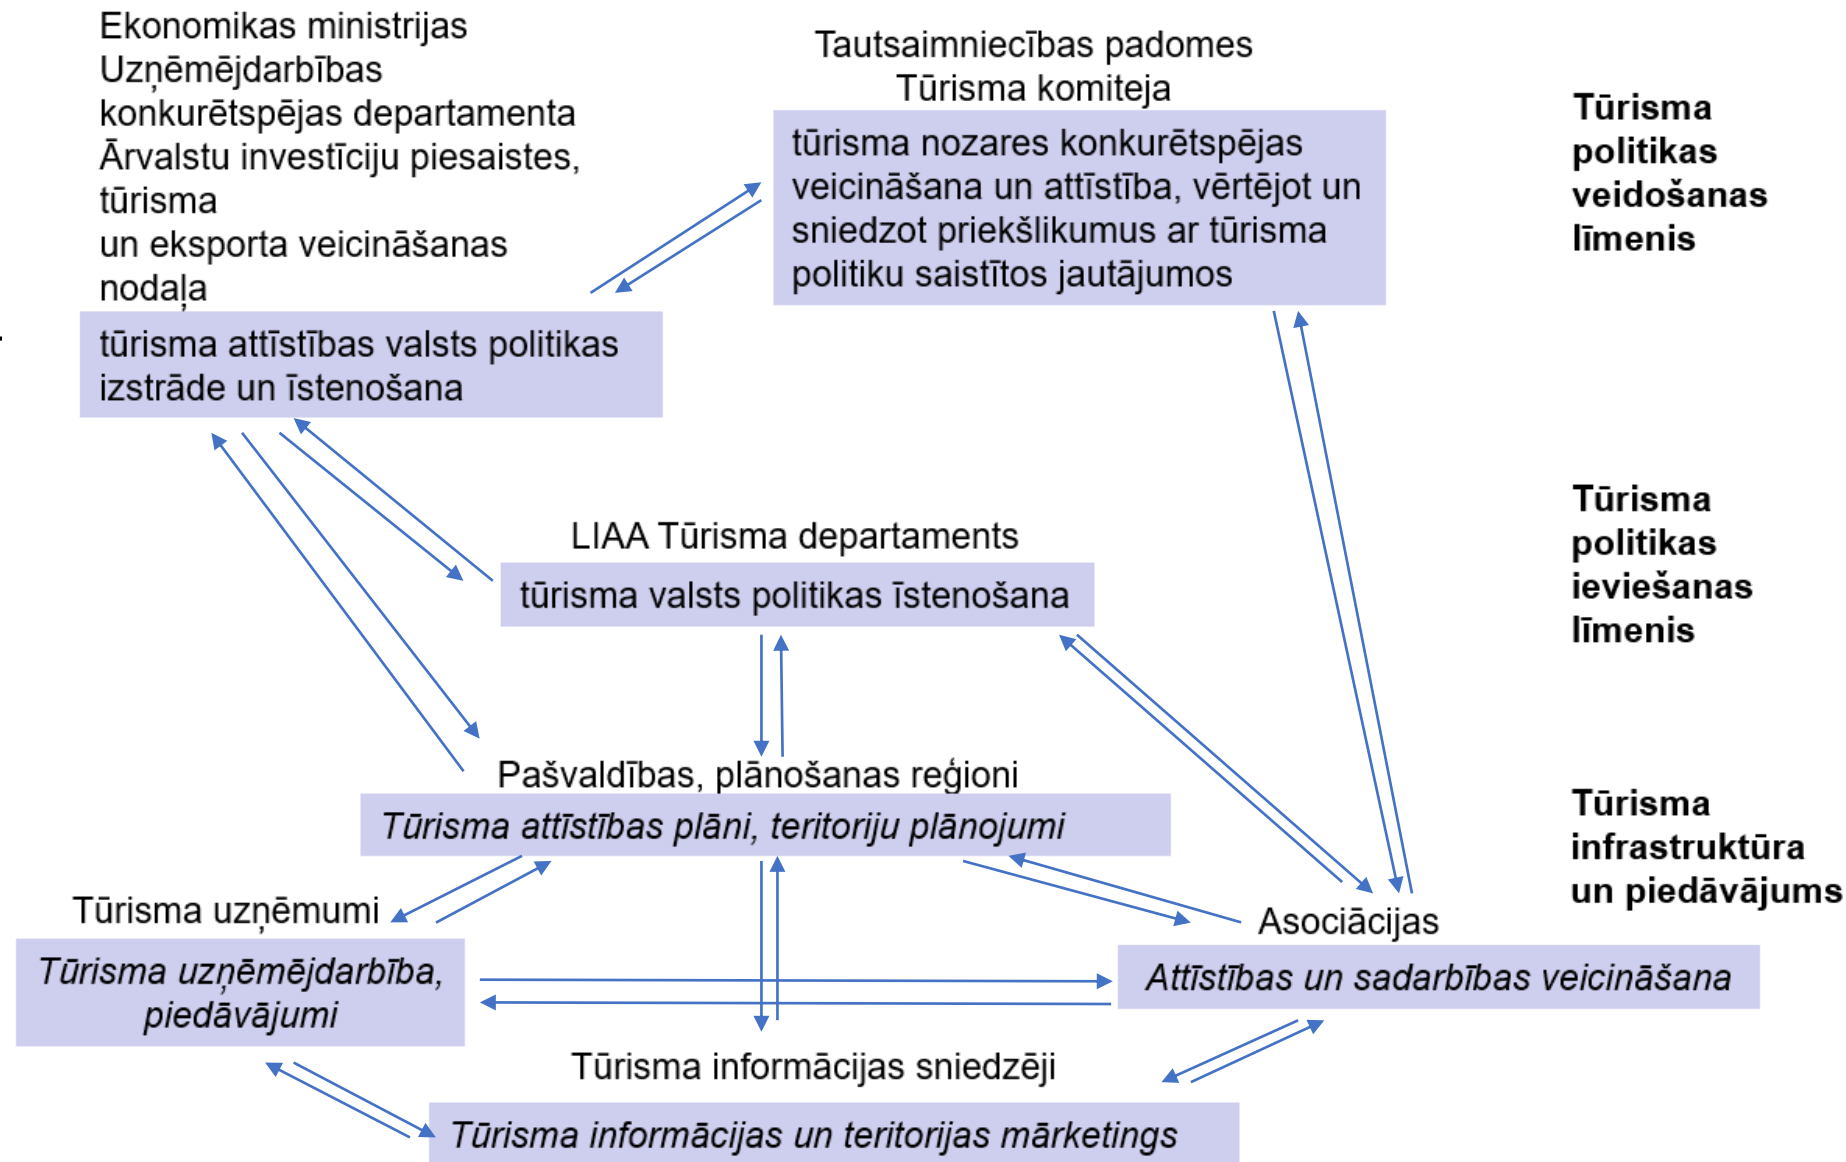 Ekonomikas ministrijas
Uzņēmējdarbības
konkurētspējas departamenta
Ārvalstu investīciju piesaistes,
tūrisma
un eksporta veicināšanas
nodaļa
tūrisma attīstības valsts politikas
izstrāde un īstenošana
Tautsaimniecības padomes
Tūrisma komiteja
tūrisma nozares konkurētspējas
veicināšana un attīstība, vērtējot un
sniedzot priekšlikumus ar tūrisma
politiku saistītos jautājumos
Tūrisma
politikas
veidošanas
līmenis
LIAA Tūrisma departaments
tūrisma valsts politikas īstenošana
Tūrisma
politikas
ieviešanas
līmenis
Pašvaldības, plānošanas reģioni
Tūrisma attīstības plāni, teritoriju plānojumi
Tūrisma
infrastruktūra
un piedāvājums
Tūrisma uzņēmumi
Tūrisma uzņēmējdarbība,
piedāvājumi
Asociācijas
Attīstības un sadarbības veicināšana
Tūrisma informācijas sniedzēji
Tūrisma informācijas un teritorijas mārketings